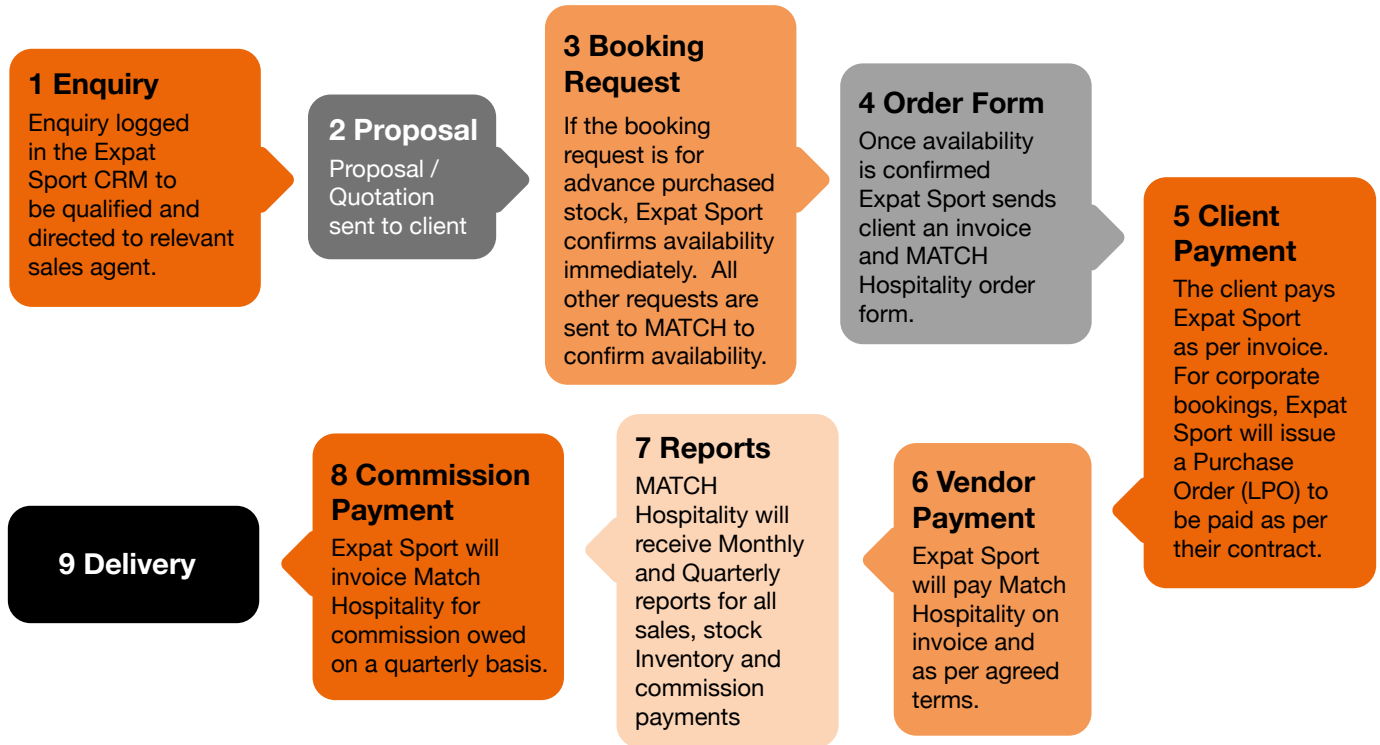 1 Enquiry
Enquiry logged
in the Expat
Sport CRM to
be qualified and
directed to relevant
sales agent.
2 Proposal
Proposal /
Quotation
sent to client
3 Booking
Request
If the booking
request is for
advance purchased
stock, Expat Sport
confirms availability
immediately.  All
other requests are
sent to MATCH to
confirm availability.
4 Order Form
Once availability
is confirmed
Expat Sport sends
client an invoice
and MATCH
Hospitality order
form.
5 Client
Payment
The client pays
Expat Sport
as per invoice.
For corporate
bookings, Expat
Sport will issue
a Purchase
Order (LPO) to
be paid as per
their contract.
6 Vendor
Payment
Expat Sport
will pay Match
Hospitality on
invoice and
as per agreed
terms.
7 Reports
MATCH
Hospitality will
receive Monthly
and Quarterly
reports for all
sales, stock
Inventory and
commission
payments
8 Commission
Payment
Expat Sport will
invoice Match
Hospitality for
commission owed
on a quarterly basis.
9 Delivery